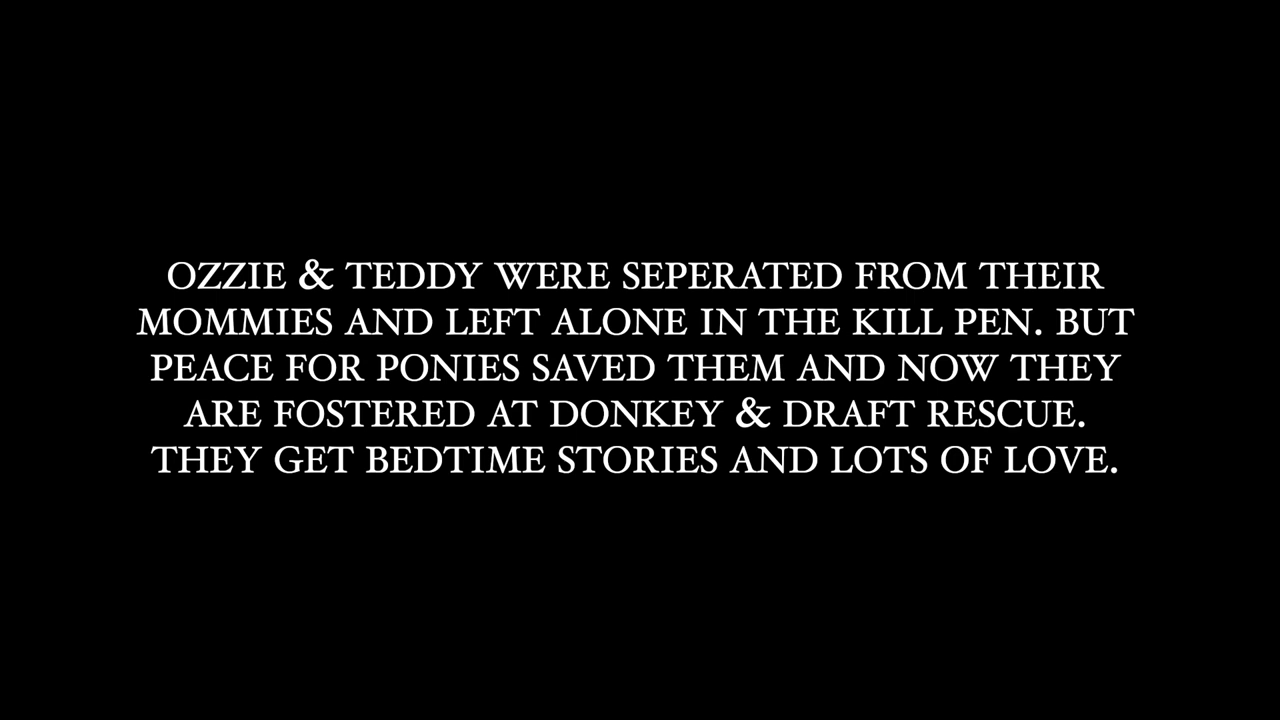 OZZIE & TEDDY WERE SEPERATED FROM THEIR
MOMMIES AND LEFT ALONE IN THE KILL PEN. BUT
PEACE FOR PONIES SAVED THEM AND NOW THEY
ARE FOSTERED AT DONKEY & DRAFT RESCUE.
THEY GET BEDTIME STORIES AND LOTS OF LOVE.